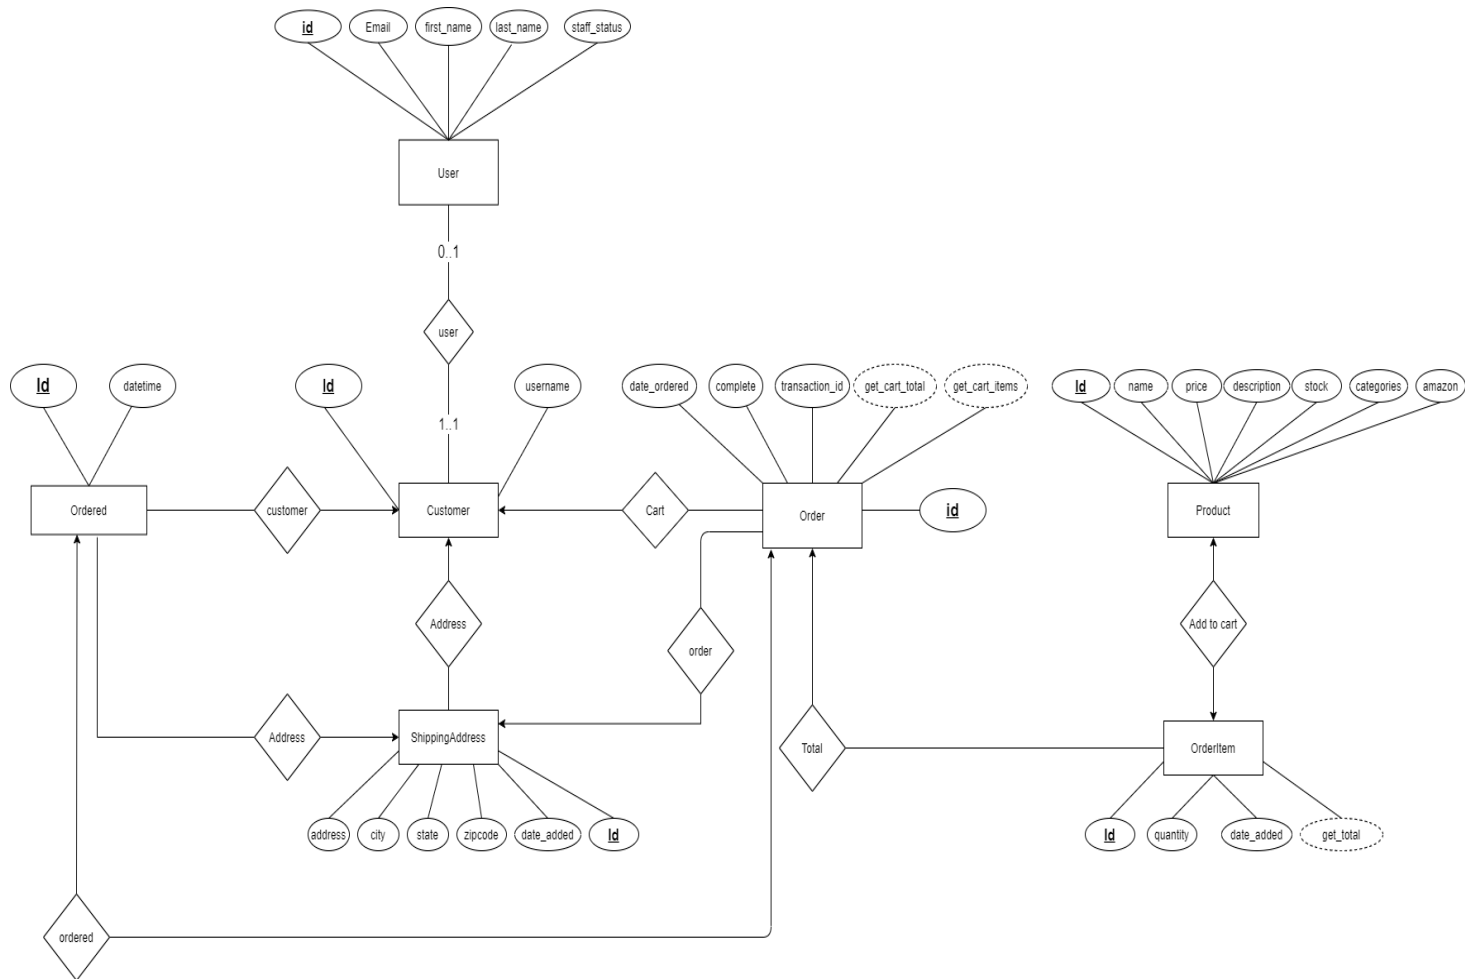 id
Email
first_name
last_name
staff_status
User
0..1
user
Id
datetime
Id
username
date_ordered
complete
transaction_id
get_cart_total
get_cart_items
Id
name
price
description
stock
categories
amazon
1..1
Ordered
customer
Customer
Cart
Order
id
Product
Address
order
Add to cart
Address
ShippingAddress
Total
OrderItem
address
city
state
zipcode
date_added
Id
Id
quantity
date_added
get_total
ordered